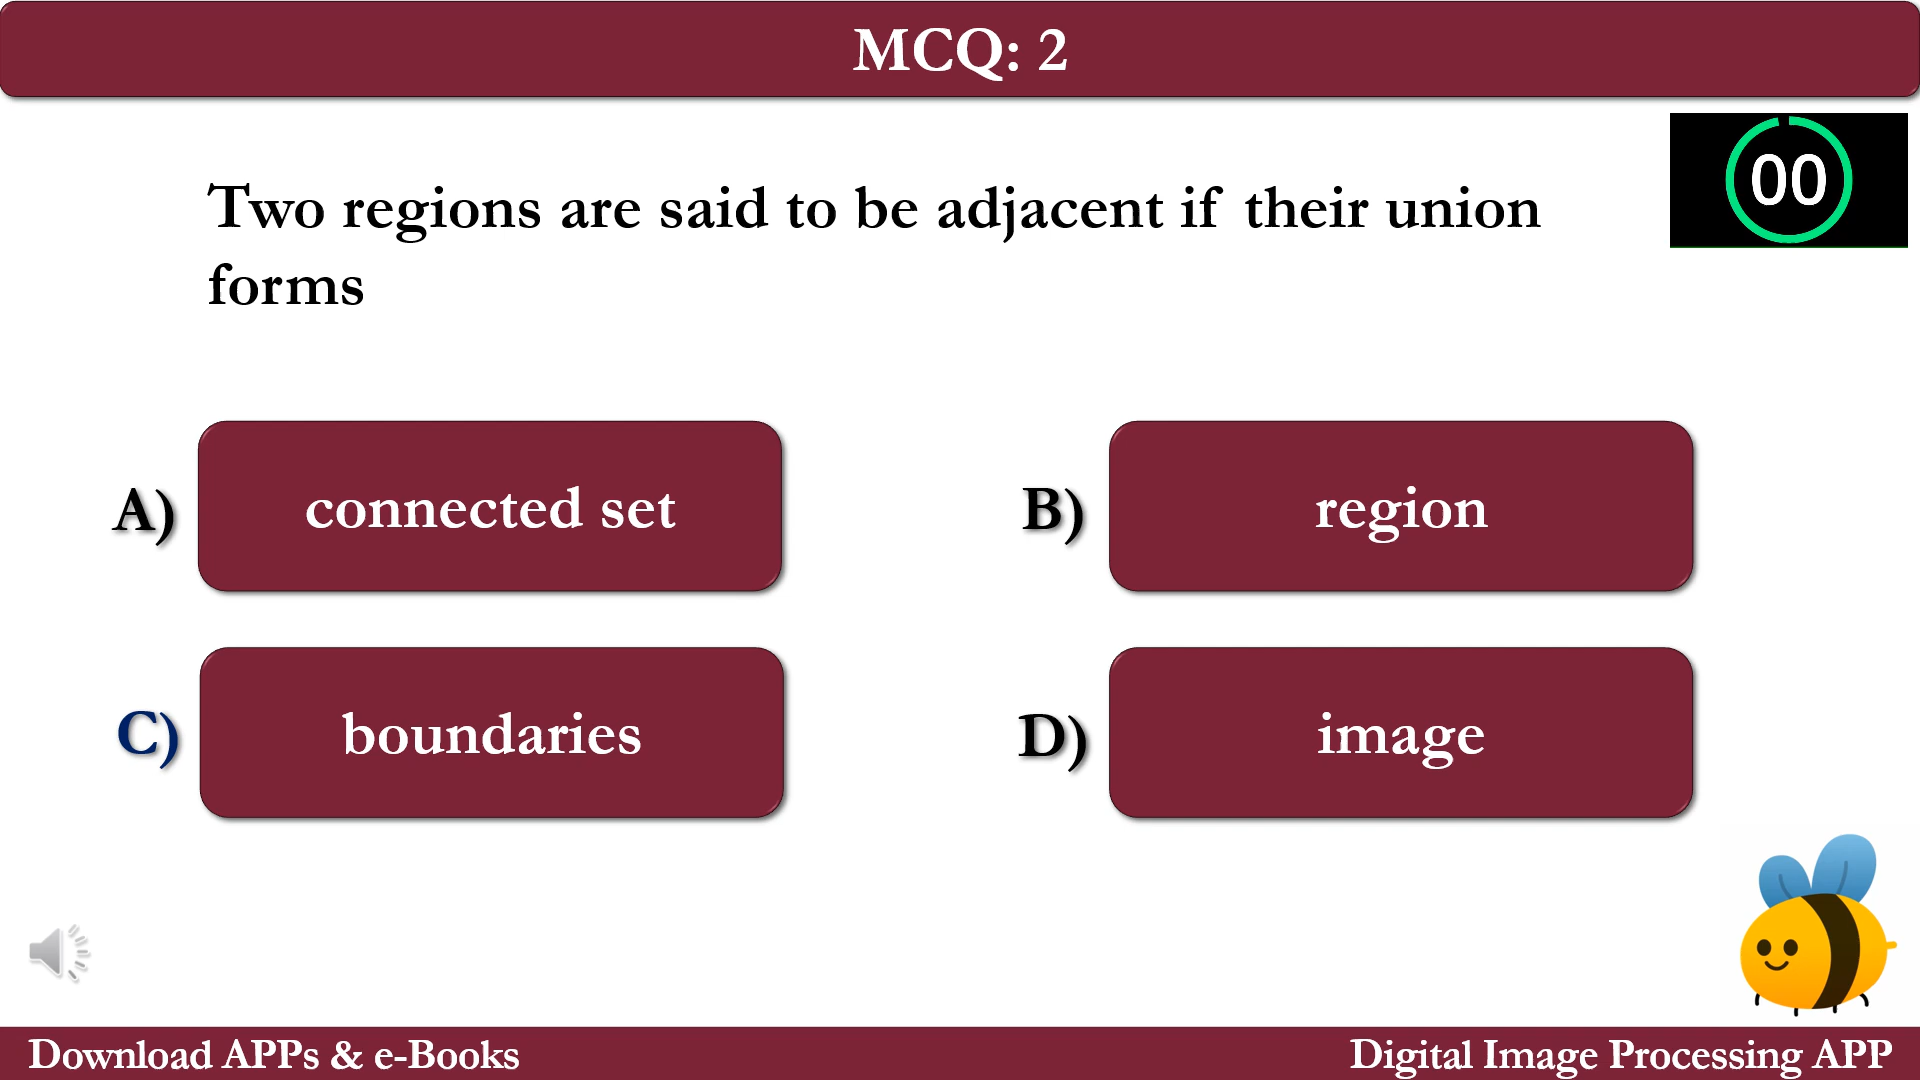 MCQ: 2
00
Two regions are said to be adjacent if their union
forms
A) connected set
B) region
C) boundaries
D) image
Download APPs & e-Books
Digital Image Processing APP